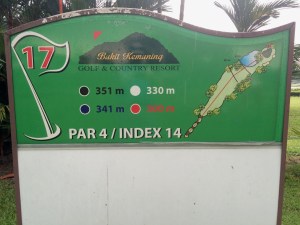 17
Bukit Kemuning
GOLF & COUNTRY RESORT
351 m 330 m
341 m
PAR 4 / INDEX 14